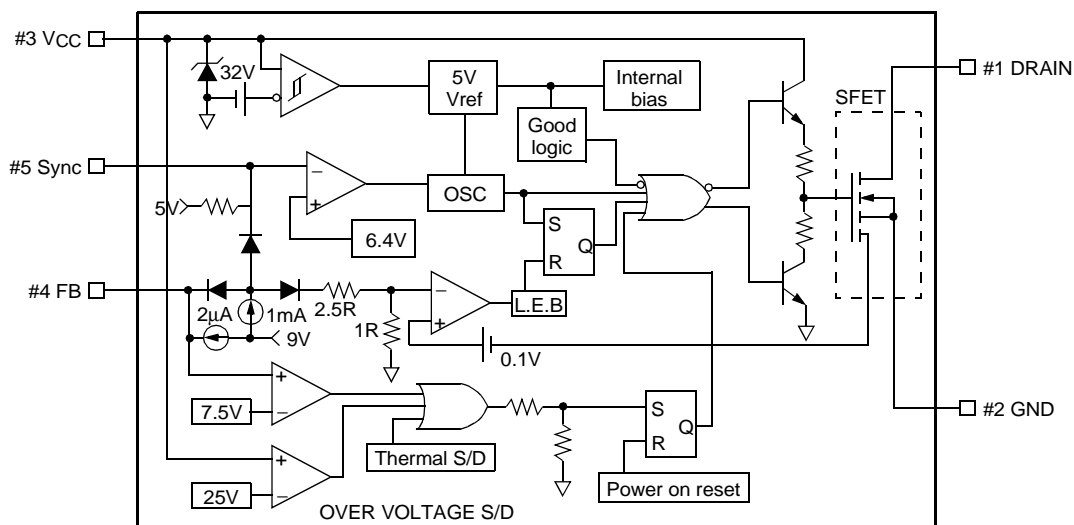 #3 VCC
#1 DRAIN
32V
5V
Vref
Internal
bias
SFET
Good
logic
#5 Sync
−
+
OSC
5V
6.4V
S
Q
R
#4 FB
2.5R
−
+
L.E.B
2μA
1mA
1R
9V
0.1V
+
−
7.5V
S
Q
R
#2 GND
Thermal S/D
+
−
25V
Power on reset
OVER VOLTAGE S/D